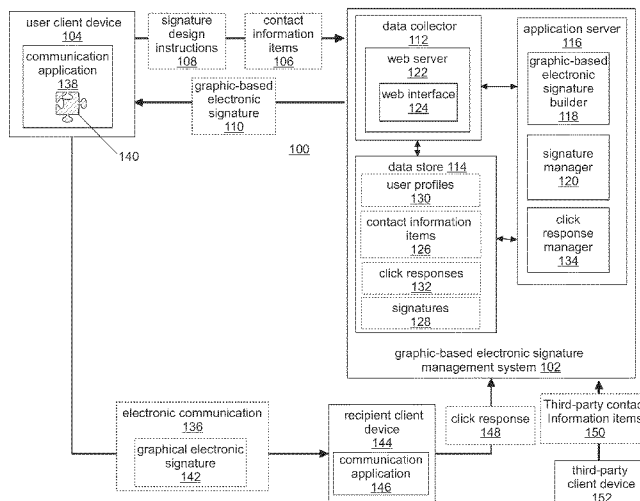 user client device
104
communication
application
138
140
signature
design
instructions
108
contact
information
items
106
graphic-based
electronic
signature
110
100
data collector
112
web server
122
web interface
124
data store 114
user profiles
130
contact information
items
126
click responses
132
signatures
128
application server
116
graphic-based
electronic
signature
builder
118
signature
manager
120
click
response
manager
134
graphic-based electronic signature
management system 102
electronic communication
136
graphical electronic
signature
142
recipient client
device
144
communication
application
146
click response
148
Third-party contact
Information items
150
third-party
client device
152